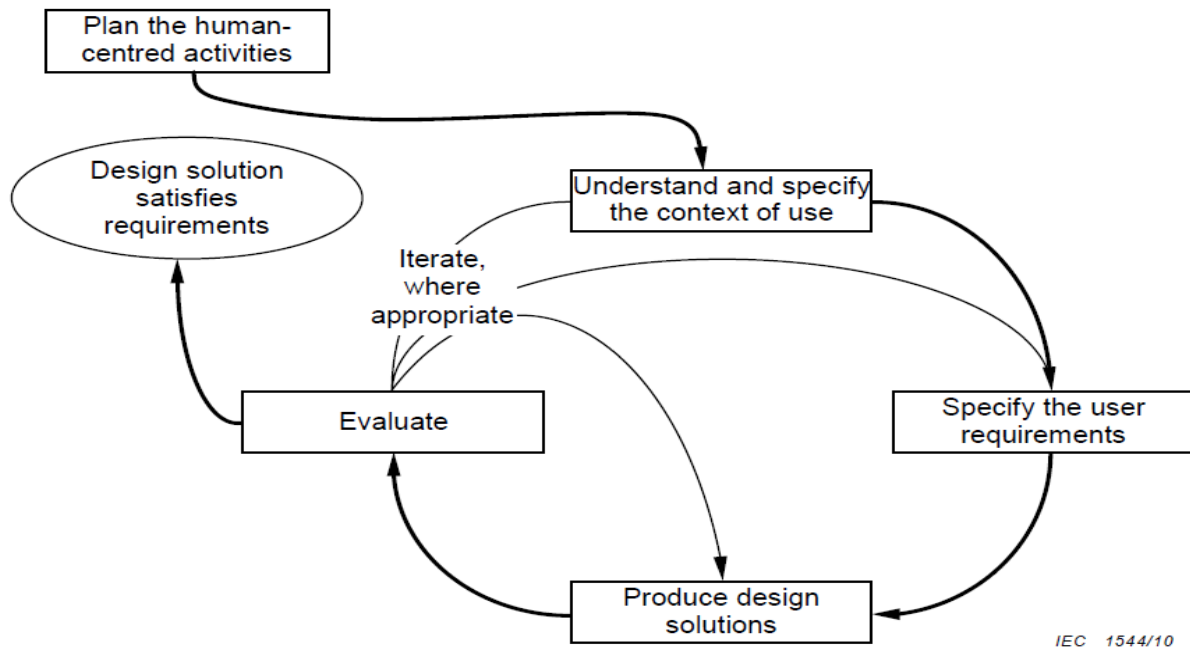 Plan the human-
centred activities
Design solution
satisfies
requirements
Understand and specify
the context of use
Iterate,
where
appropriate
Evaluate
Specify the user
requirements
Produce design
solutions
IEC 1544/10